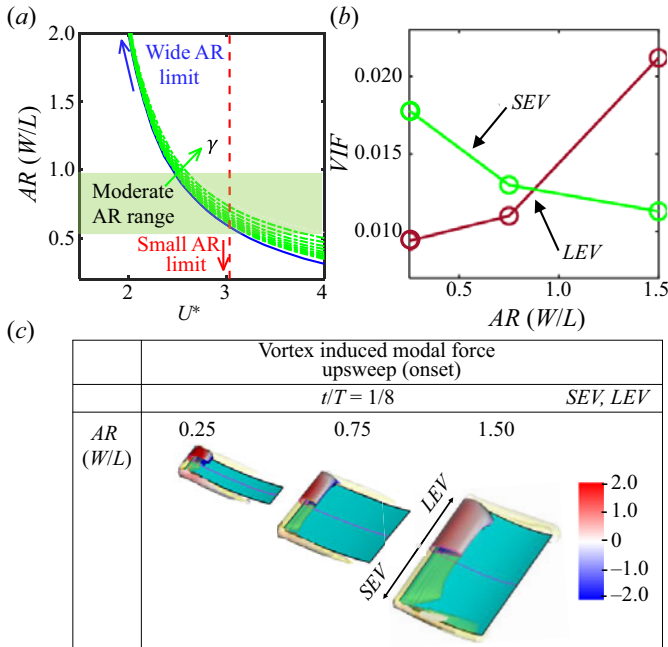 (a)
2.0
1.5
1.0
0.5
AR (W/L)
Wide AR
limit
γ
Moderate
AR range
Small AR
limit
2
3
4
U*
(b)
0.020
0.015
0.010
VIF
SEV
LEV
0.5
1.0
1.5
AR (W/L)
(c)
Vortex induced modal force
upsweep (onset)
t/T = 1/8
SEV, LEV
AR
(W/L)
0.25
0.75
1.50
LEV
SEV
2.0
1.0
0
–1.0
–2.0